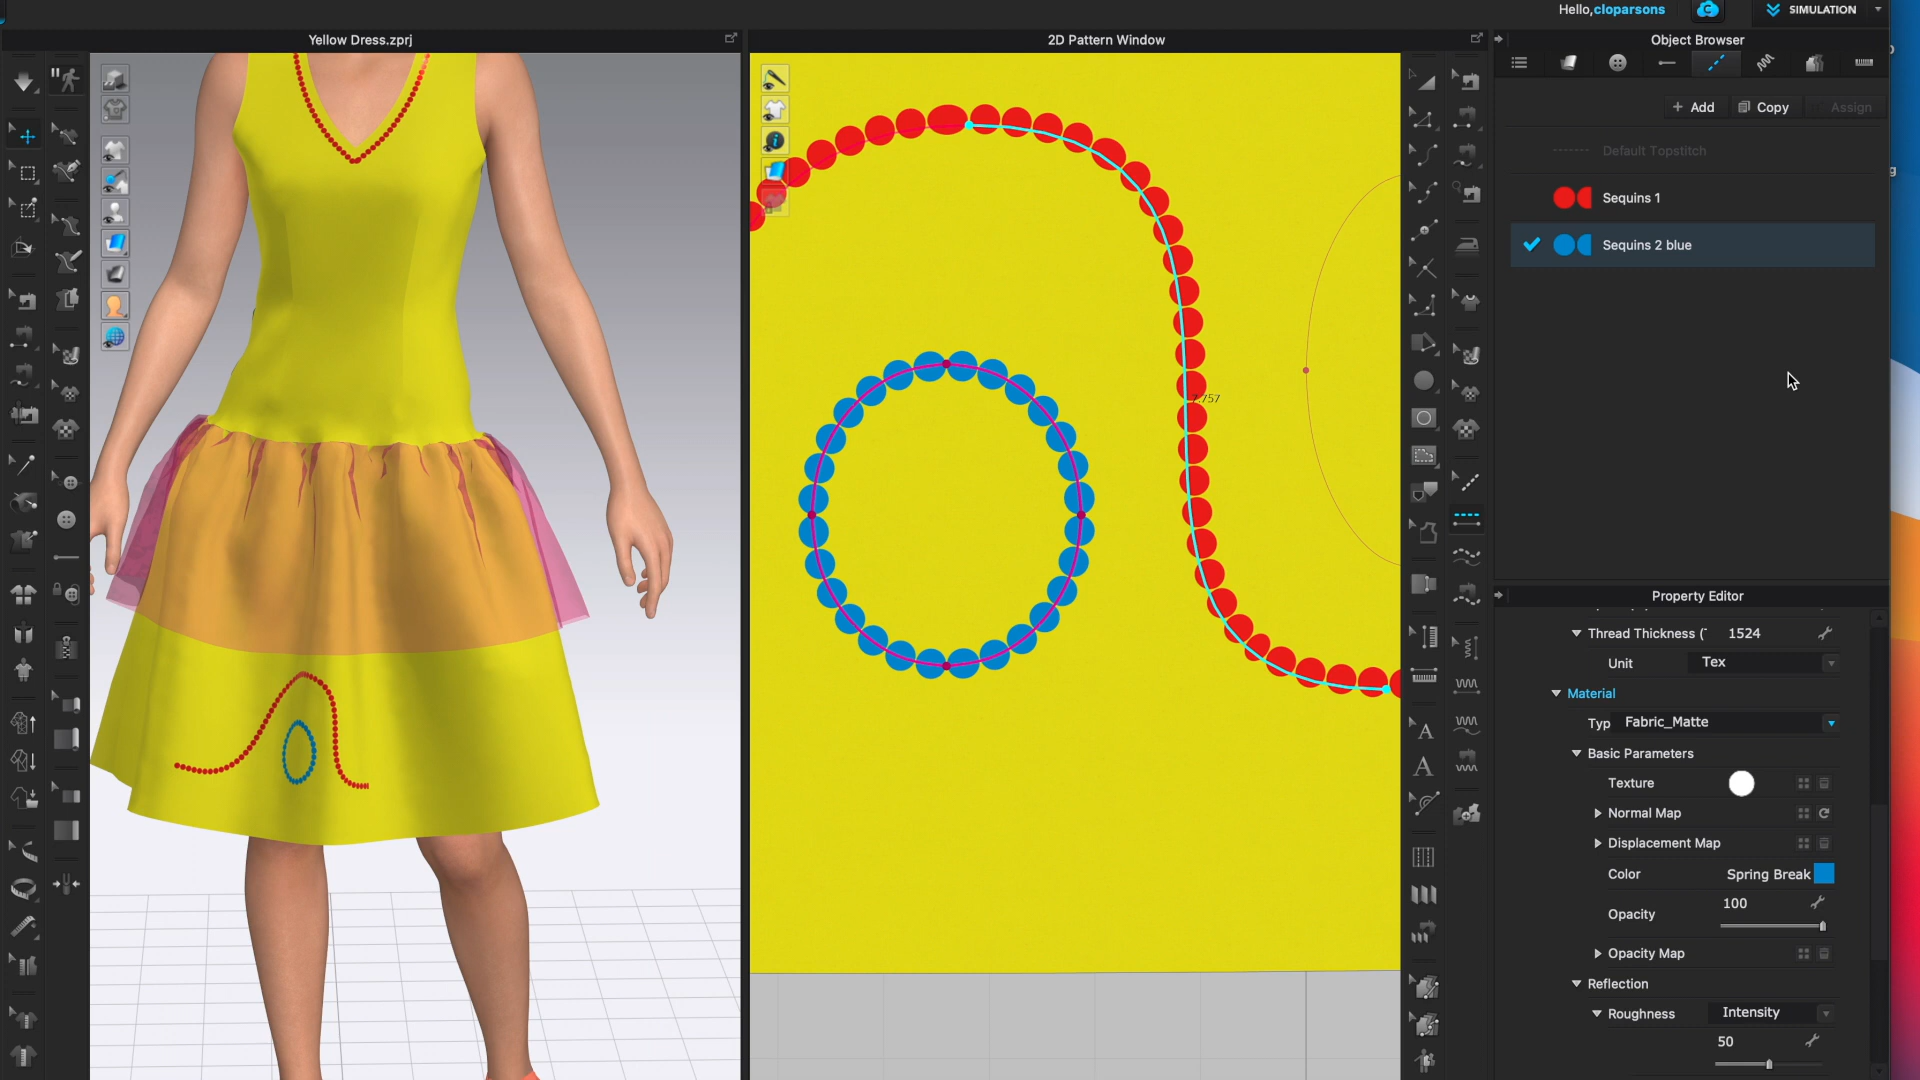 Hello,cloparsons
SIMULATION
Yellow Dress.zprj
2D Pattern Window
Object Browser
+ Add
Copy
Assign
Default Topstitch
Sequins 1
Sequins 2 blue
7.757
Property Editor
Thread Thickness (
1524
Unit
Tex
Material
Typ
Fabric_Matte
Basic Parameters
Texture
Normal Map
Displacement Map
Color
Spring Break
100
Opacity
Opacity Map
Reflection
Roughness
Intensity
50